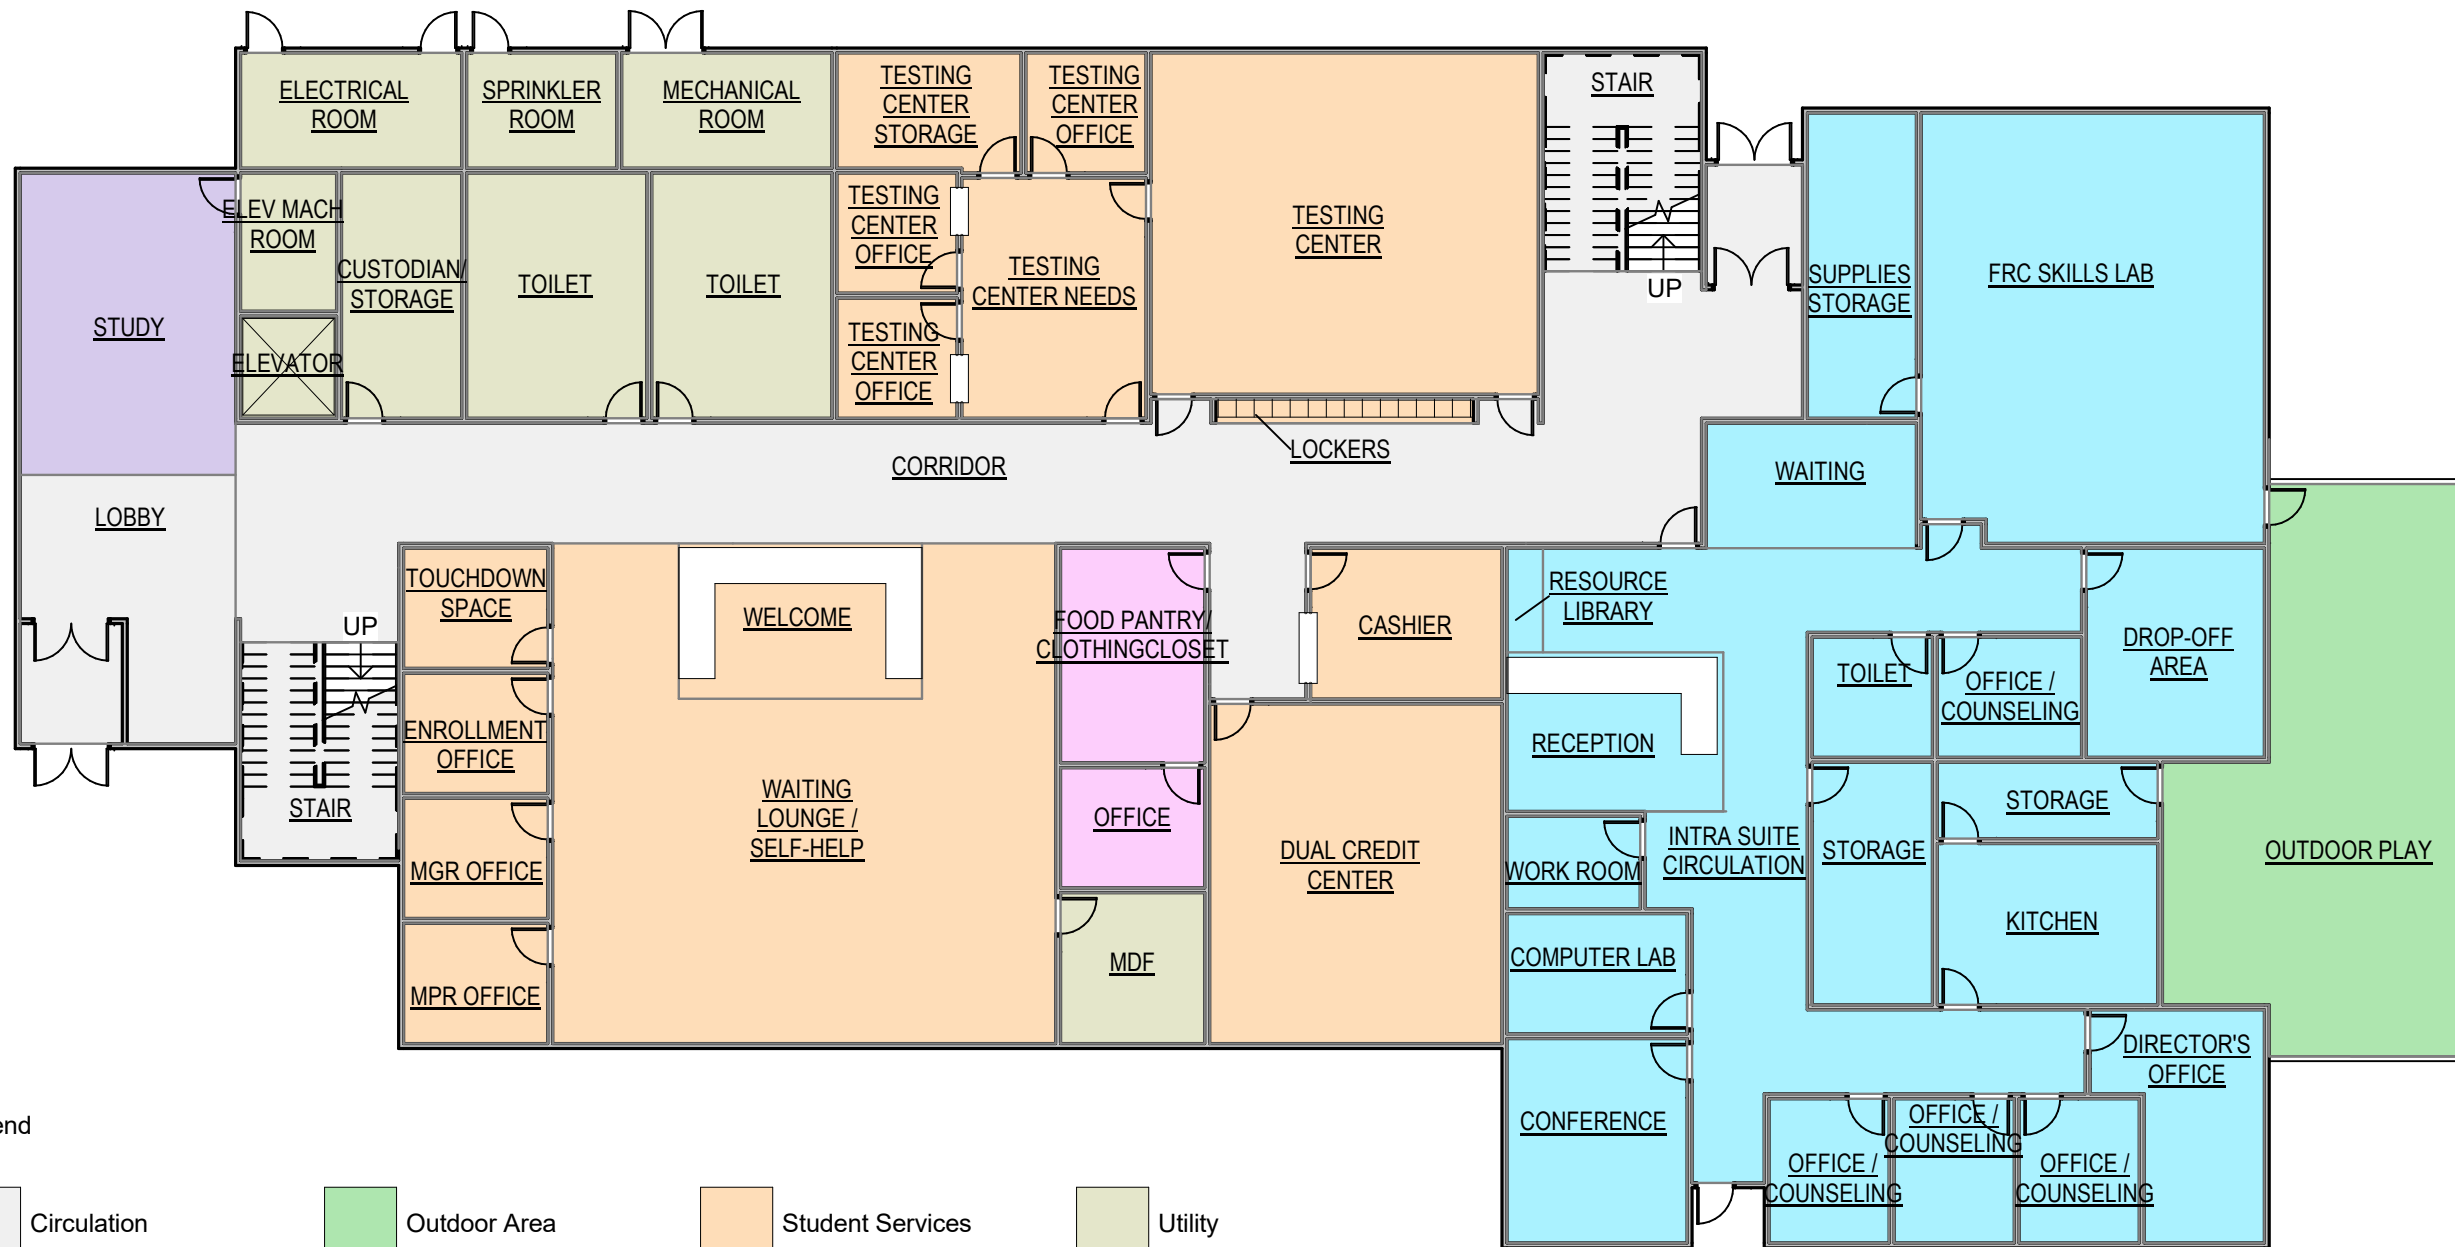 ELECTRICAL
ROOM
SPRINKLER
ROOM
MECHANICAL
ROOM
TESTING
CENTER
STORAGE
TESTING
CENTER
OFFICE
STAIR
ELEV MACH
ROOM
CUSTODIAN/
STORAGE
TOILET
TOILET
TESTING
CENTER
OFFICE
TESTING
CENTER NEEDS
TESTING
CENTER
UP
SUPPLIES
STORAGE
FRC SKILLS LAB
STUDY
ELEVATOR
TESTING
CENTER
OFFICE
LOCKERS
CORRIDOR
WAITING
LOBBY
TOUCHDOWN
SPACE
WELCOME
FOOD PANTRY/
CLOTHINGCLOSET
CASHIER
RESOURCE
LIBRARY
UP
TOILET
OFFICE /
COUNSELING
DROP-OFF
AREA
ENROLLMENT
OFFICE
RECEPTION
STAIR
WAITING
LOUNGE /
SELF-HELP
OFFICE
STORAGE
MGR OFFICE
DUAL CREDIT
CENTER
WORK ROOM
INTRA SUITE
CIRCULATION
STORAGE
OUTDOOR PLAY
KITCHEN
MPR OFFICE
MDF
COMPUTER LAB
DIRECTOR'S
OFFICE
CONFERENCE
OFFICE /
COUNSELING
OFFICE /
COUNSELING
OFFICE /
COUNSELING
end
Circulation
Outdoor Area
Student Services
Utility